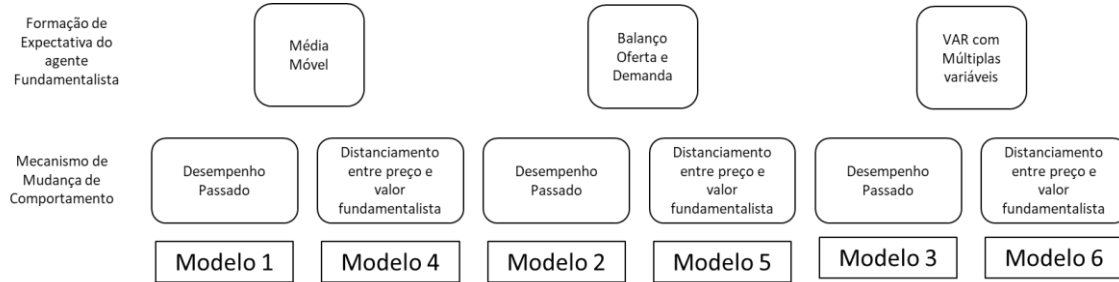 Formação de
Expectativa do
agente
Fundamentalista
Média
Móvel
Balanço
Oferta e
Demanda
VAR com
Múltiplas
variáveis
Mecanismo de
Mudança de
Comportamento
Desempenho
Passado
Distanciamento
entre preço e
valor
fundamentalista
Desempenho
Passado
Distanciamento
entre preço e
valor
fundamentalista
Desempenho
Passado
Distanciamento
entre preço e
valor
fundamentalista
Modelo 1
Modelo 4
Modelo 2
Modelo 5
Modelo 3
Modelo 6